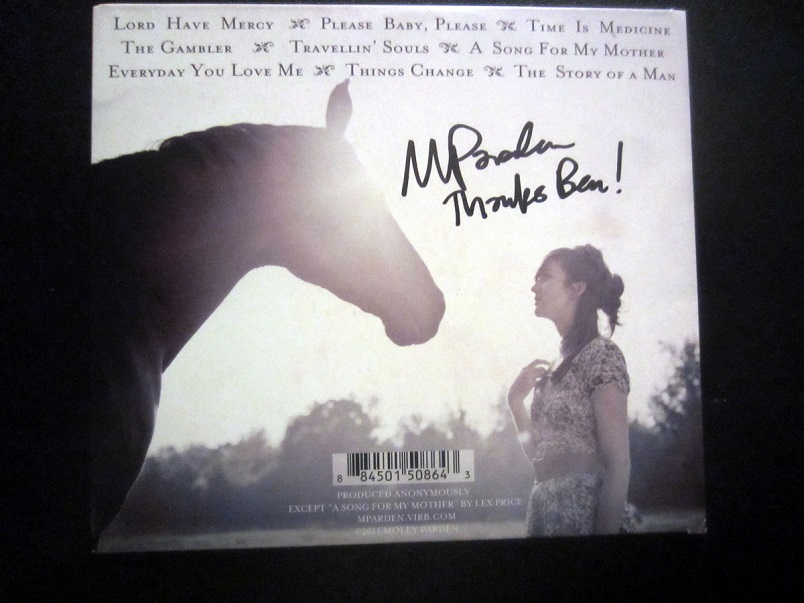 LORD HAVE MERCY PLEASE BABY, PLEASE TIME IS MEDICINE
THE GAMBLER TRAVELLIN' SOULS A SONG FOR MY MOTHER
EVERYDAY YOU LOVE ME THINGS CHANGE THE STORY OF A MAN
MParden
Thanks Ben!
8 84501 50864 3
PRODUCED ANONYMOUSLY
EXCEPT "A SONG FOR MY MOTHER" BY LEX PRICE
MPARDEN.VIRB.COM
©2011 MOLLY PARDEN